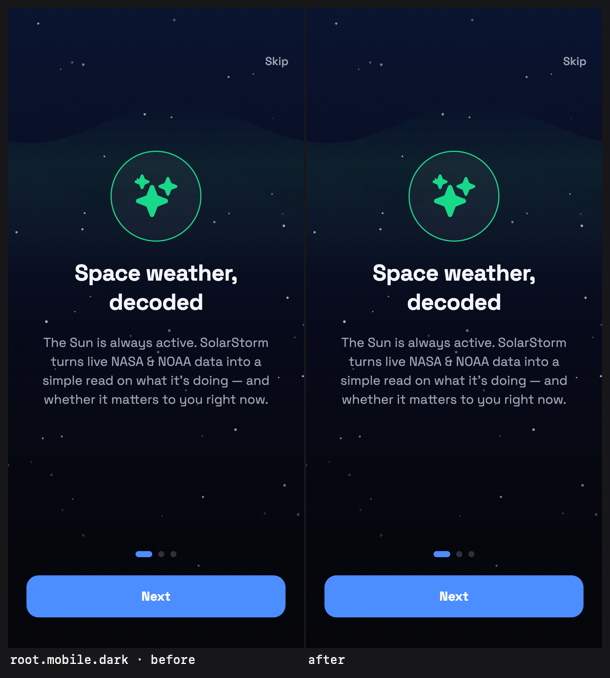 Skip
Space weather,
decoded
The Sun is always active. SolarStorm
turns live NASA & NOAA data into a
simple read on what it's doing — and
whether it matters to you right now.
Next
root.mobile.dark · before
Skip
Space weather,
decoded
The Sun is always active. SolarStorm
turns live NASA & NOAA data into a
simple read on what it's doing — and
whether it matters to you right now.
Next
after